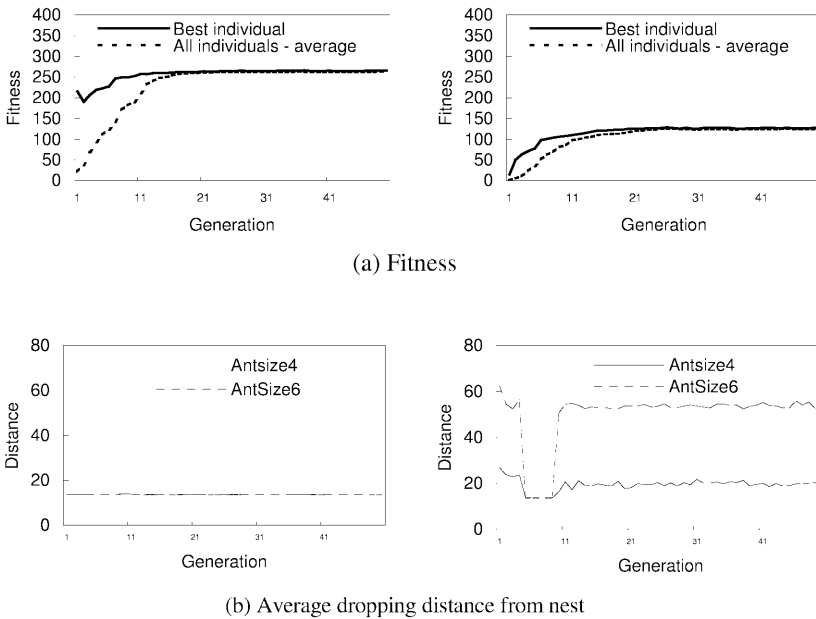 400
350
300
250
200
150
100
50
0
Fitness
Best individual
All individuals - average
1 11 21 31 41
Generation
400
350
300
250
200
150
100
50
0
Fitness
Best individual
All individuals - average
1 11 21 31 41
Generation
(a) Fitness
80
60
40
20
0
Distance
Antsize4
AntSize6
1 11 21 31 41
Generation
80
60
40
20
0
Distance
Antsize4
AntSize6
1 11 21 31 41
Generation
(b) Average dropping distance from nest